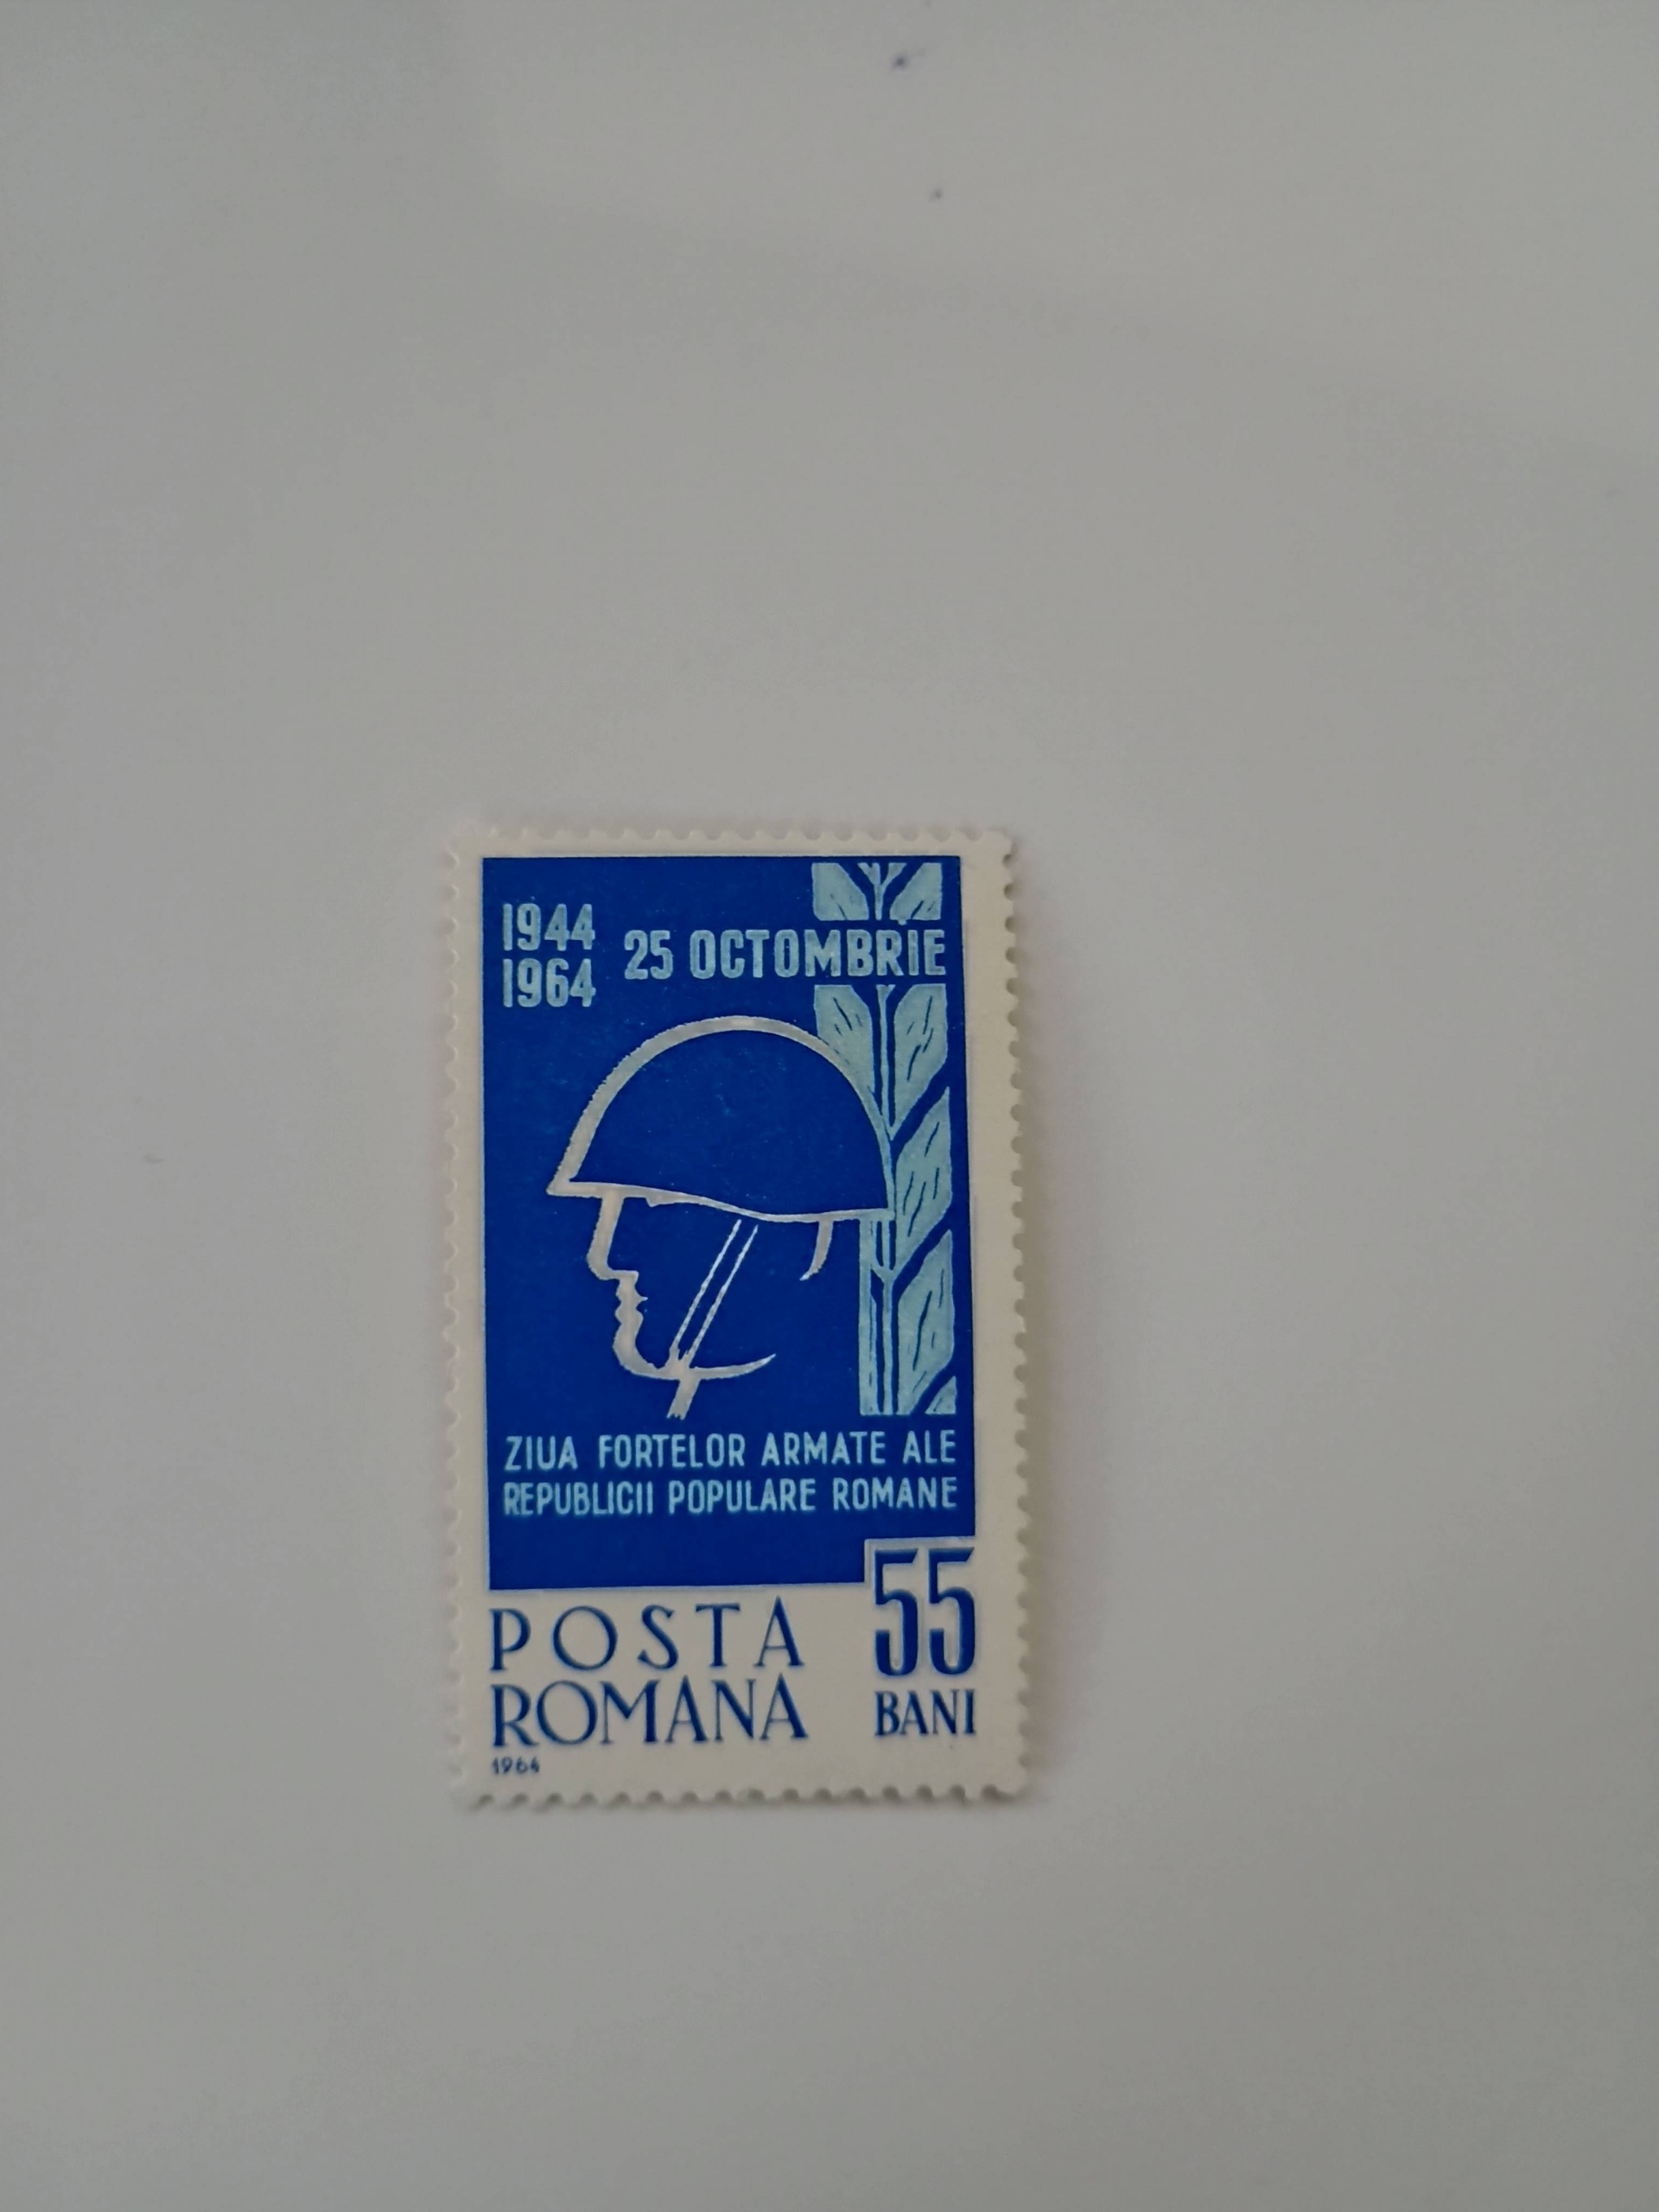 1944
1964
25 OCTOMBRIE
ZIUA FORTELOR ARMATE ALE
REPUBLICII POPULARE ROMANE
55
BANI
POSTA
ROMANA
1964